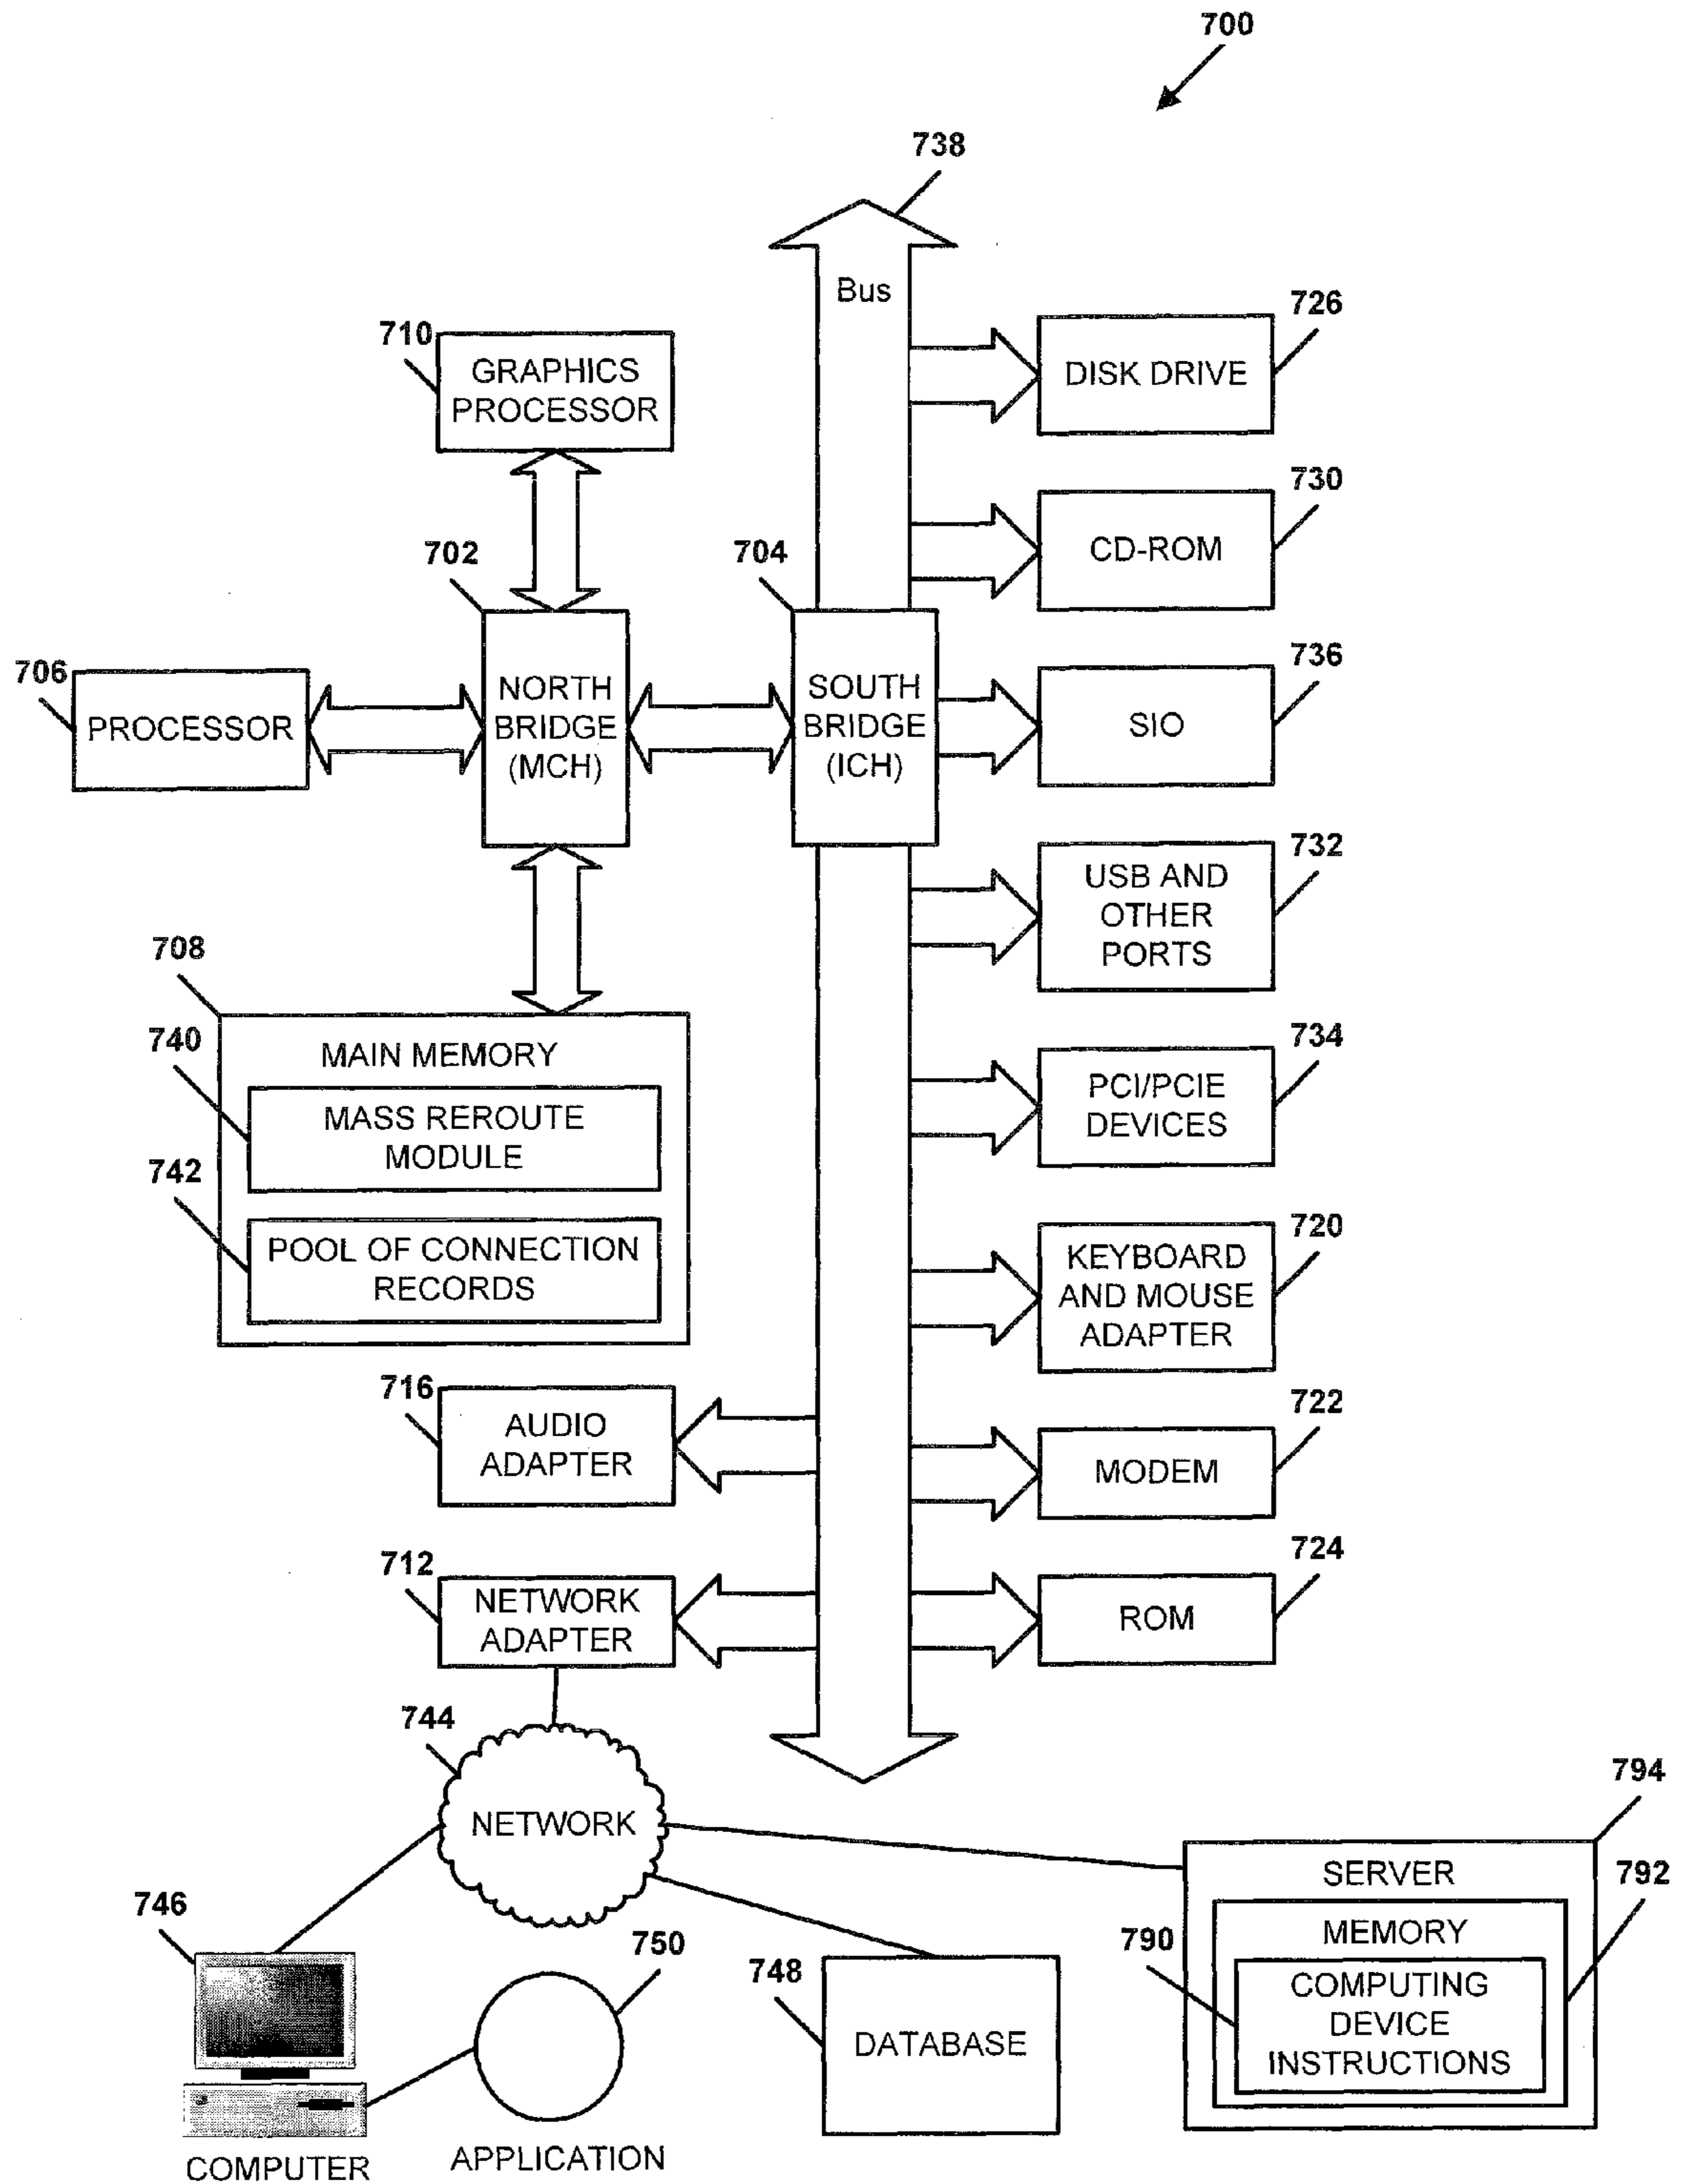 700
738
Bus
726
DISK DRIVE
710
GRAPHICS
PROCESSOR
730
CD-ROM
702
NORTH
BRIDGE
(MCH)
704
SOUTH
BRIDGE
(ICH)
706
PROCESSOR
736
SIO
732
USB AND
OTHER
PORTS
708
MAIN MEMORY
740
MASS REROUTE
MODULE
742
POOL OF CONNECTION
RECORDS
734
PCI/PCIE
DEVICES
720
KEYBOARD
AND MOUSE
ADAPTER
716
AUDIO
ADAPTER
722
MODEM
712
NETWORK
ADAPTER
724
ROM
744
NETWORK
794
SERVER
792
MEMORY
790
COMPUTING
DEVICE
INSTRUCTIONS
746
COMPUTER
750
APPLICATION
748
DATABASE